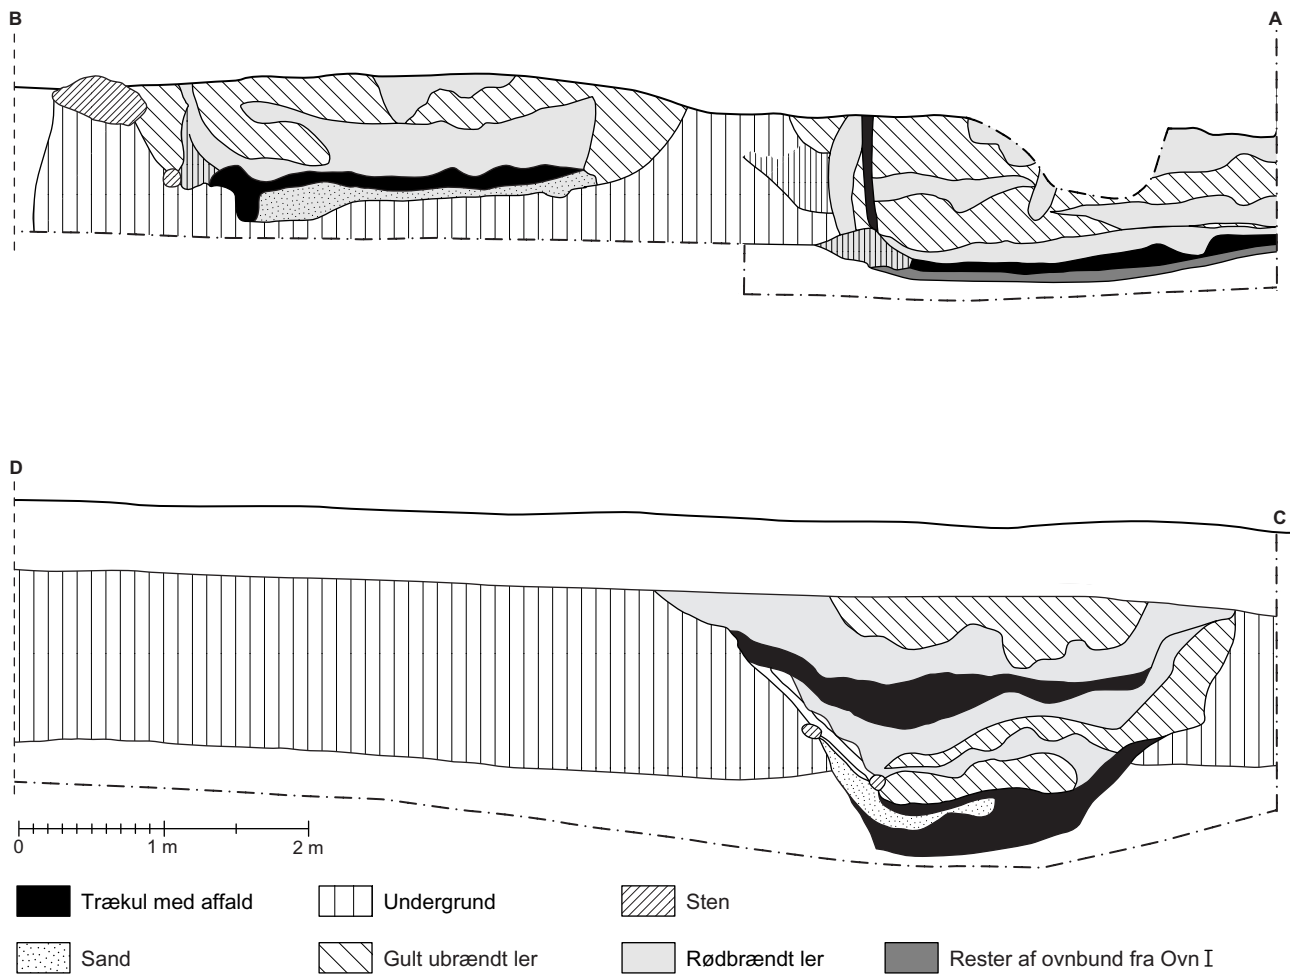 B
A
D
C
0
1 m
2 m
Trækul med affald
Undergrund
Sten
Sand
Gult ubrændt ler
Rødbrændt ler
Rester af ovnbund fra Ovn I